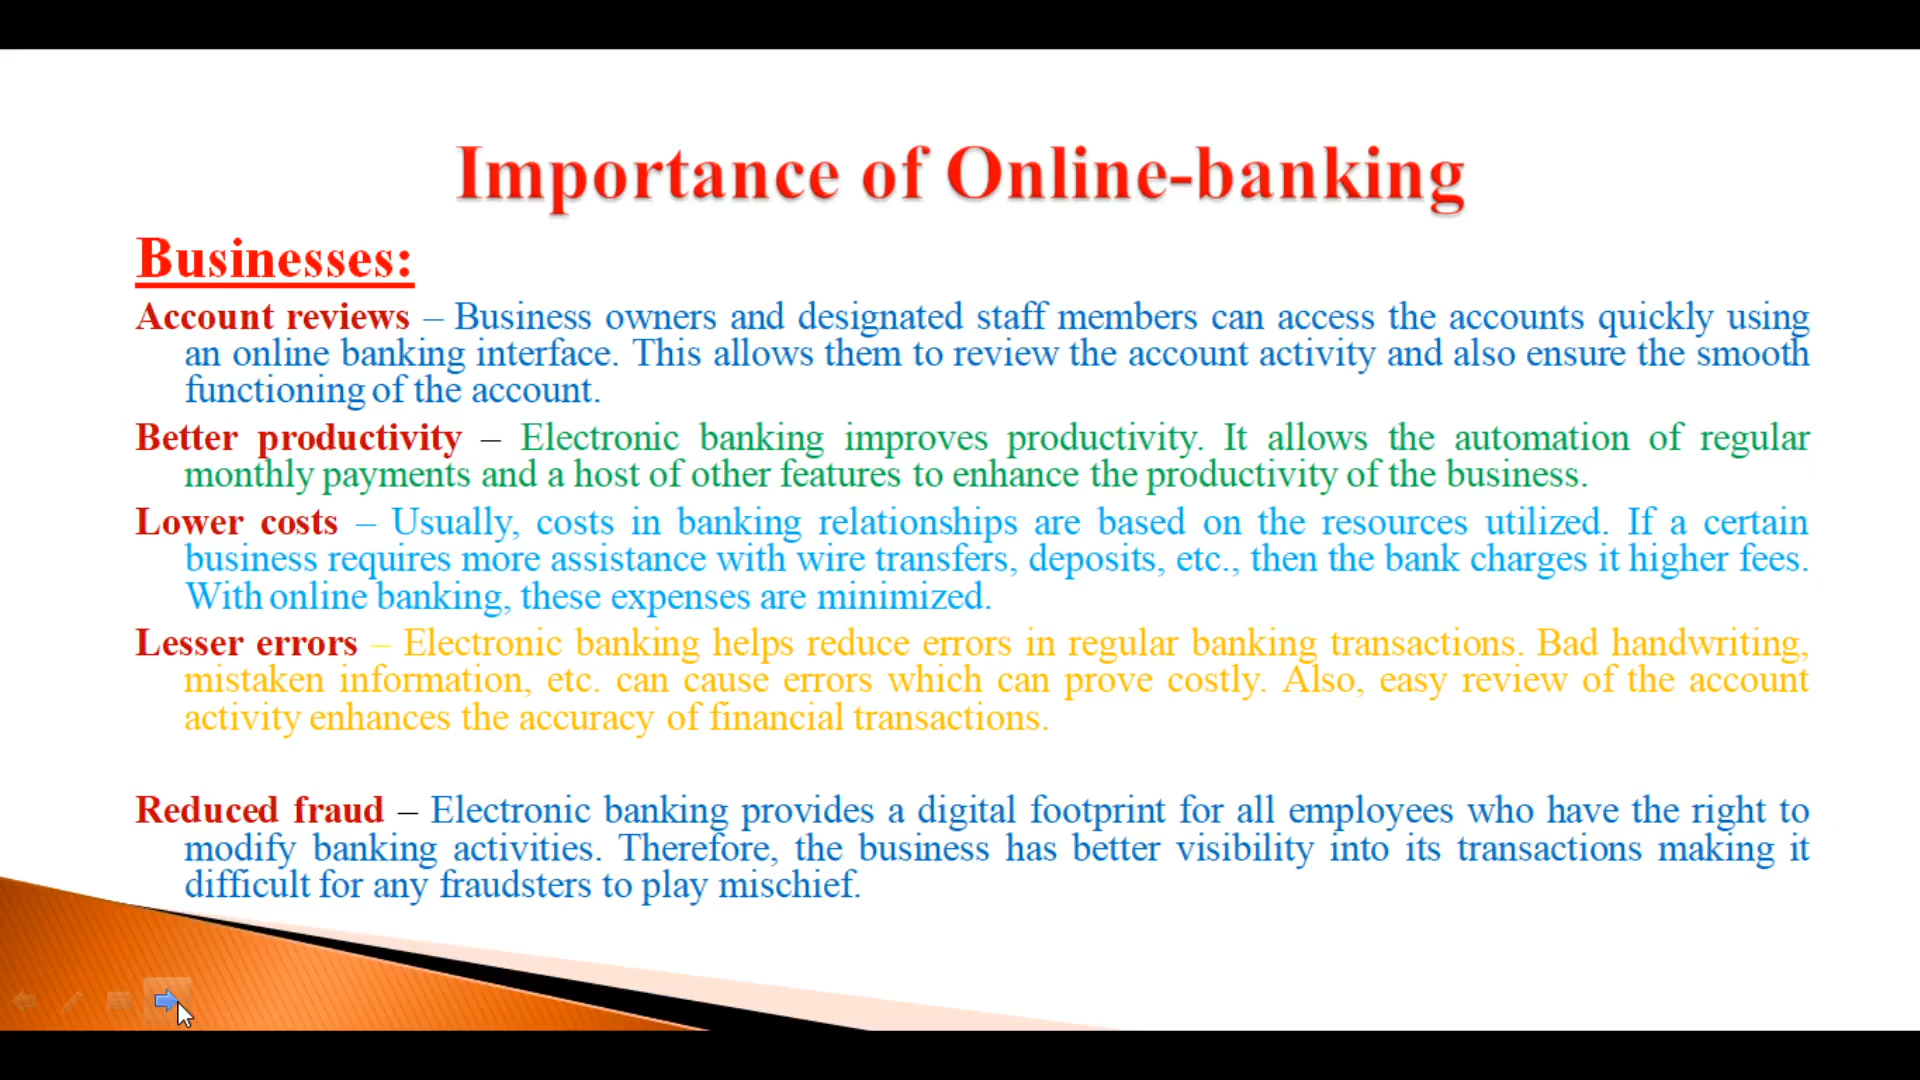 Importance of Online-banking
Businesses:
Account reviews – Business owners and designated staff members can access the accounts quickly using
an online banking interface. This allows them to review the account activity and also ensure the smooth
functioning of the account.
Better productivity – Electronic banking improves productivity. It allows the automation of regular
monthly payments and a host of other features to enhance the productivity of the business.
Lower costs – Usually, costs in banking relationships are based on the resources utilized. If a certain
business requires more assistance with wire transfers, deposits, etc., then the bank charges it higher fees.
With online banking, these expenses are minimized.
Lesser errors – Electronic banking helps reduce errors in regular banking transactions. Bad handwriting,
mistaken information, etc. can cause errors which can prove costly. Also, easy review of the account
activity enhances the accuracy of financial transactions.
Reduced fraud – Electronic banking provides a digital footprint for all employees who have the right to
modify banking activities. Therefore, the business has better visibility into its transactions making it
difficult for any fraudsters to play mischief.